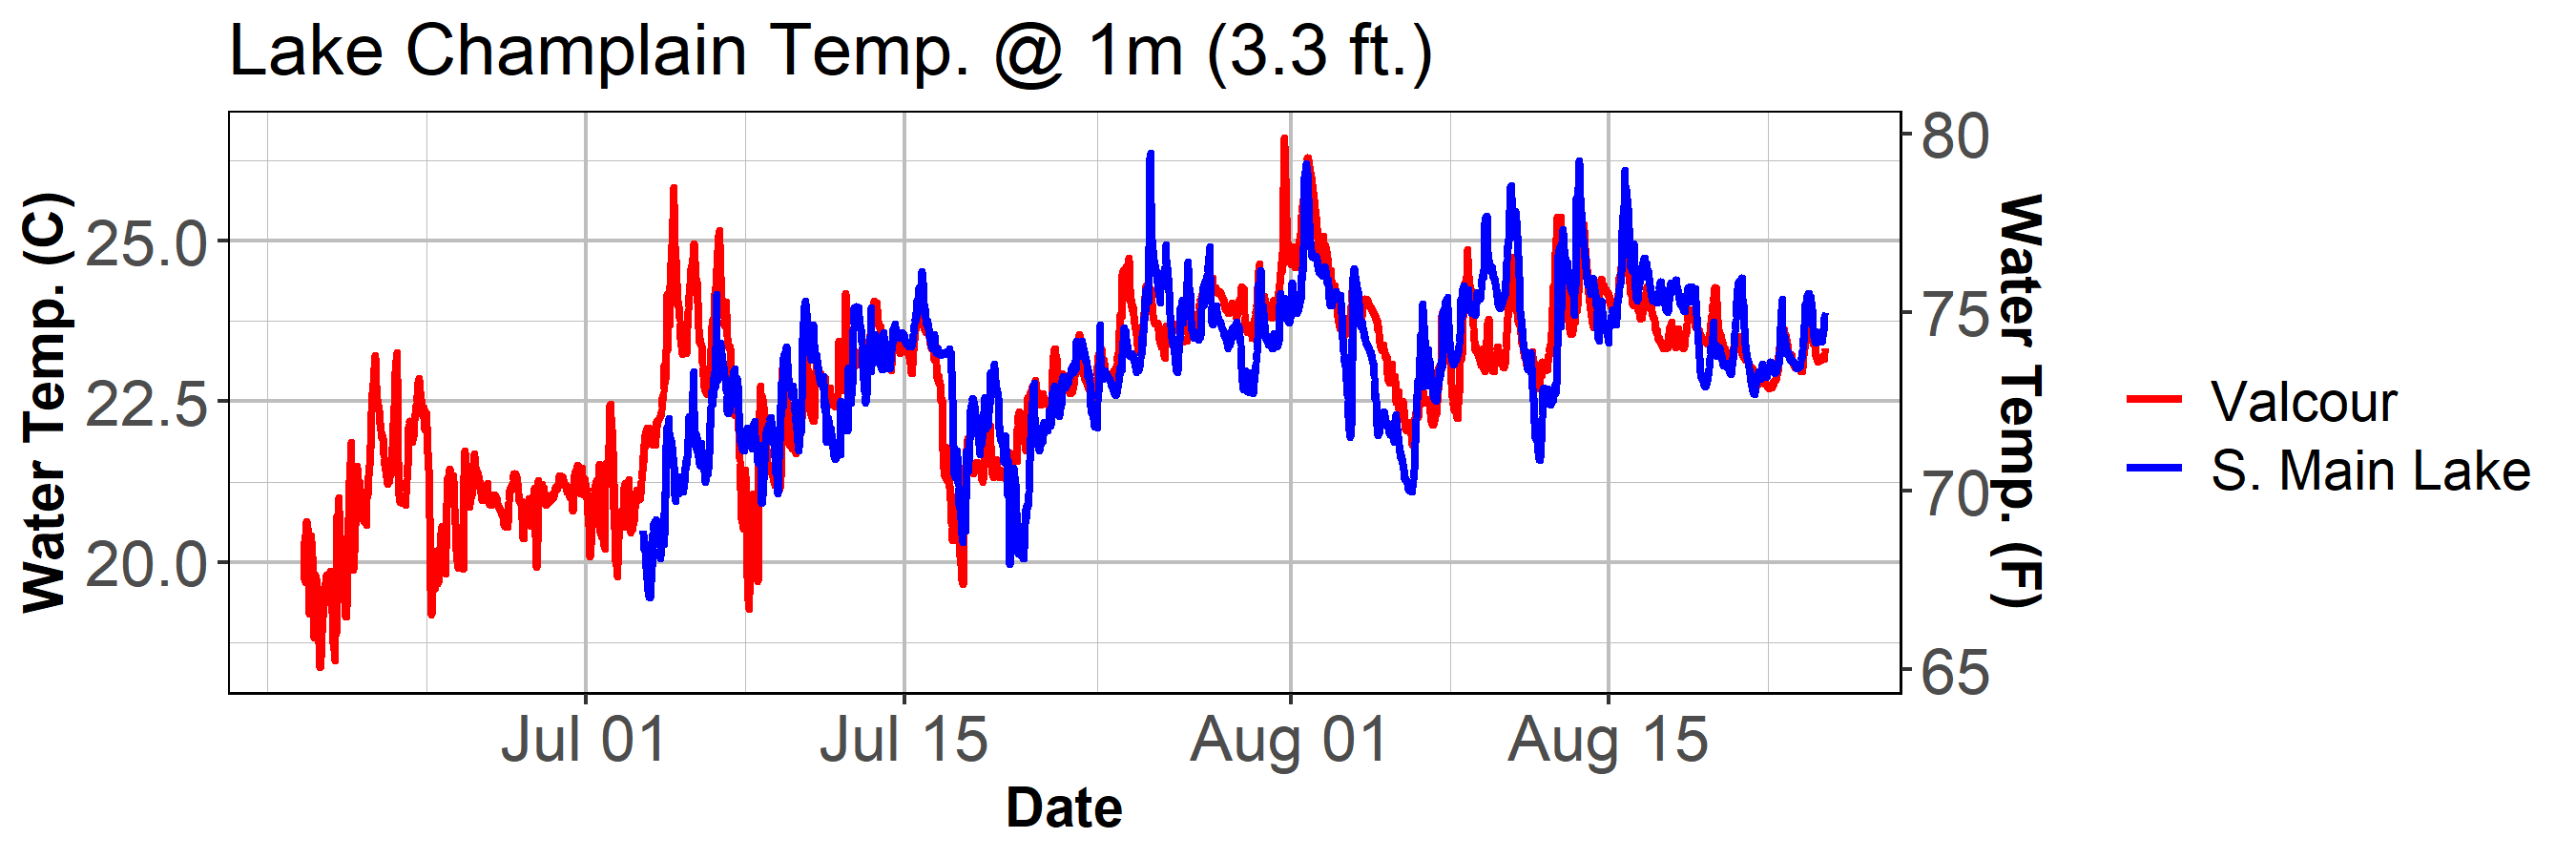 Lake Champlain Temp. @ 1m (3.3 ft.)
Water Temp. (C)
25.0
22.5
20.0
80
75
70
65
Water Temp. (F)
Jul 01
Jul 15
Aug 01
Aug 15
Date
Valcour
S. Main Lake